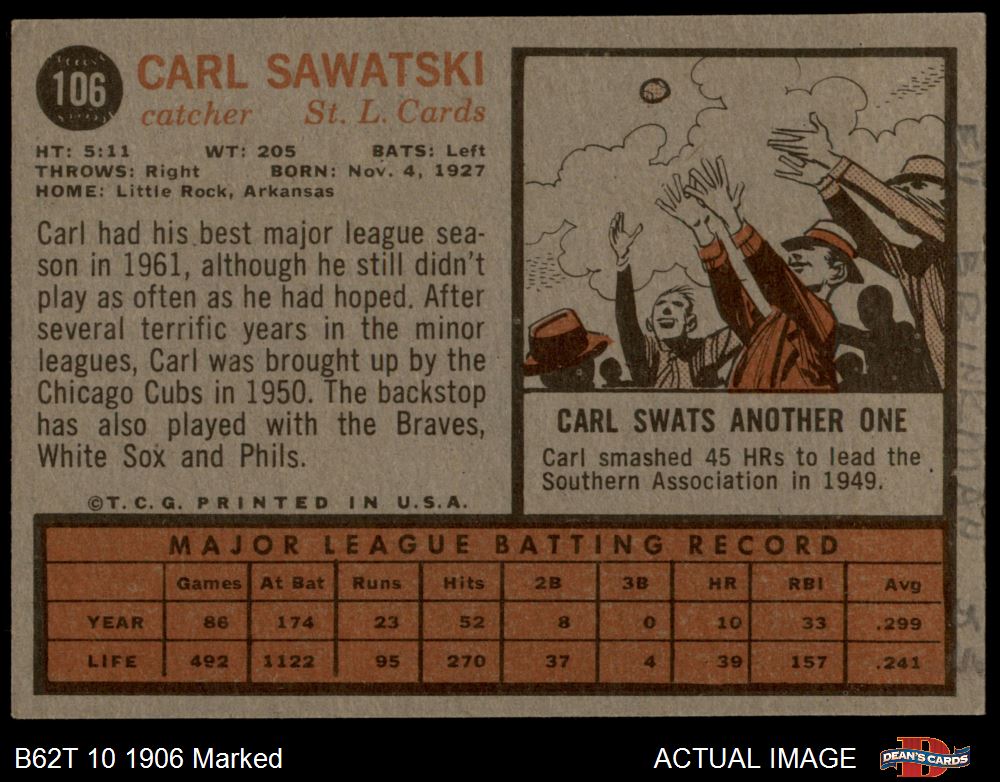 106
CARL SAWATSKI
catcher St. L. Cards
HT: 5:11 WT: 205 BATS: Left
THROWS: Right BORN: Nov. 4, 1927
HOME: Little Rock, Arkansas
Carl had his best major league sea-
son in 1961, although he still didn't
play as often as he had hoped. After
several terrific years in the minor
leagues, Carl was brought up by the
Chicago Cubs in 1950. The backstop
has also played with the Braves,
White Sox and Phils.
©T.C.G. PRINTED IN U.S.A.
CARL SWATS ANOTHER ONE
Carl smashed 45 HRs to lead the
Southern Association in 1949.
MAJOR LEAGUE BATTING RECORD
Games At Bat Runs Hits 2B 3B HR RBI Avg
YEAR 86 174 23 52 8 0 10 33 .299
LIFE 492 1122 95 270 37 4 39 157 .241
B62T 10 1906 Marked
ACTUAL IMAGE
DEAN'S CARDS